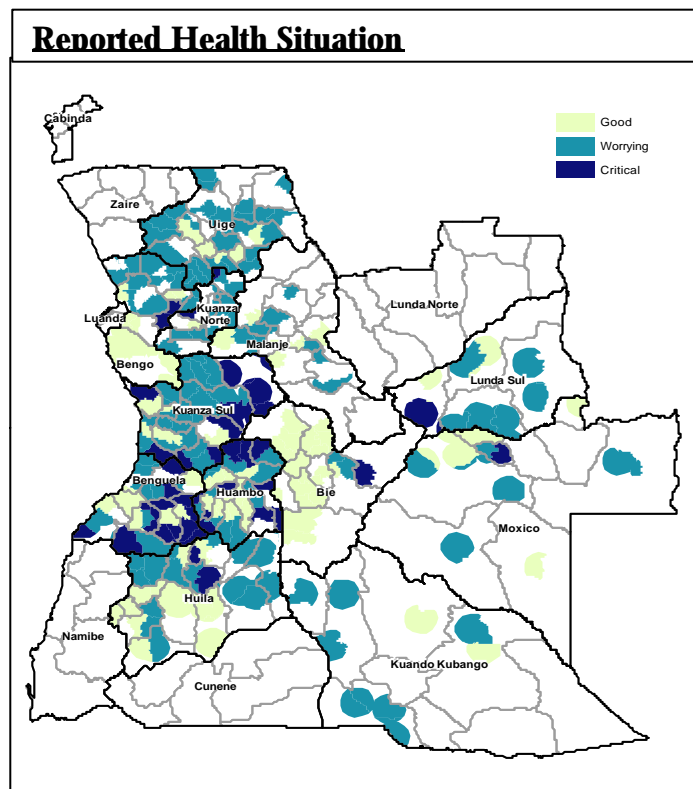 Reported Health Situation
Good
Worrying
Critical
Cabinda
Zaire
Uige
Luanda
Kuanza
Norte
Lunda Norte
Malanje
Bengo
Lunda Sul
Kuanza Sul
Benguela
Huambo
Bie
Moxico
Huila
Namibe
Kuando Kubango
Cunene